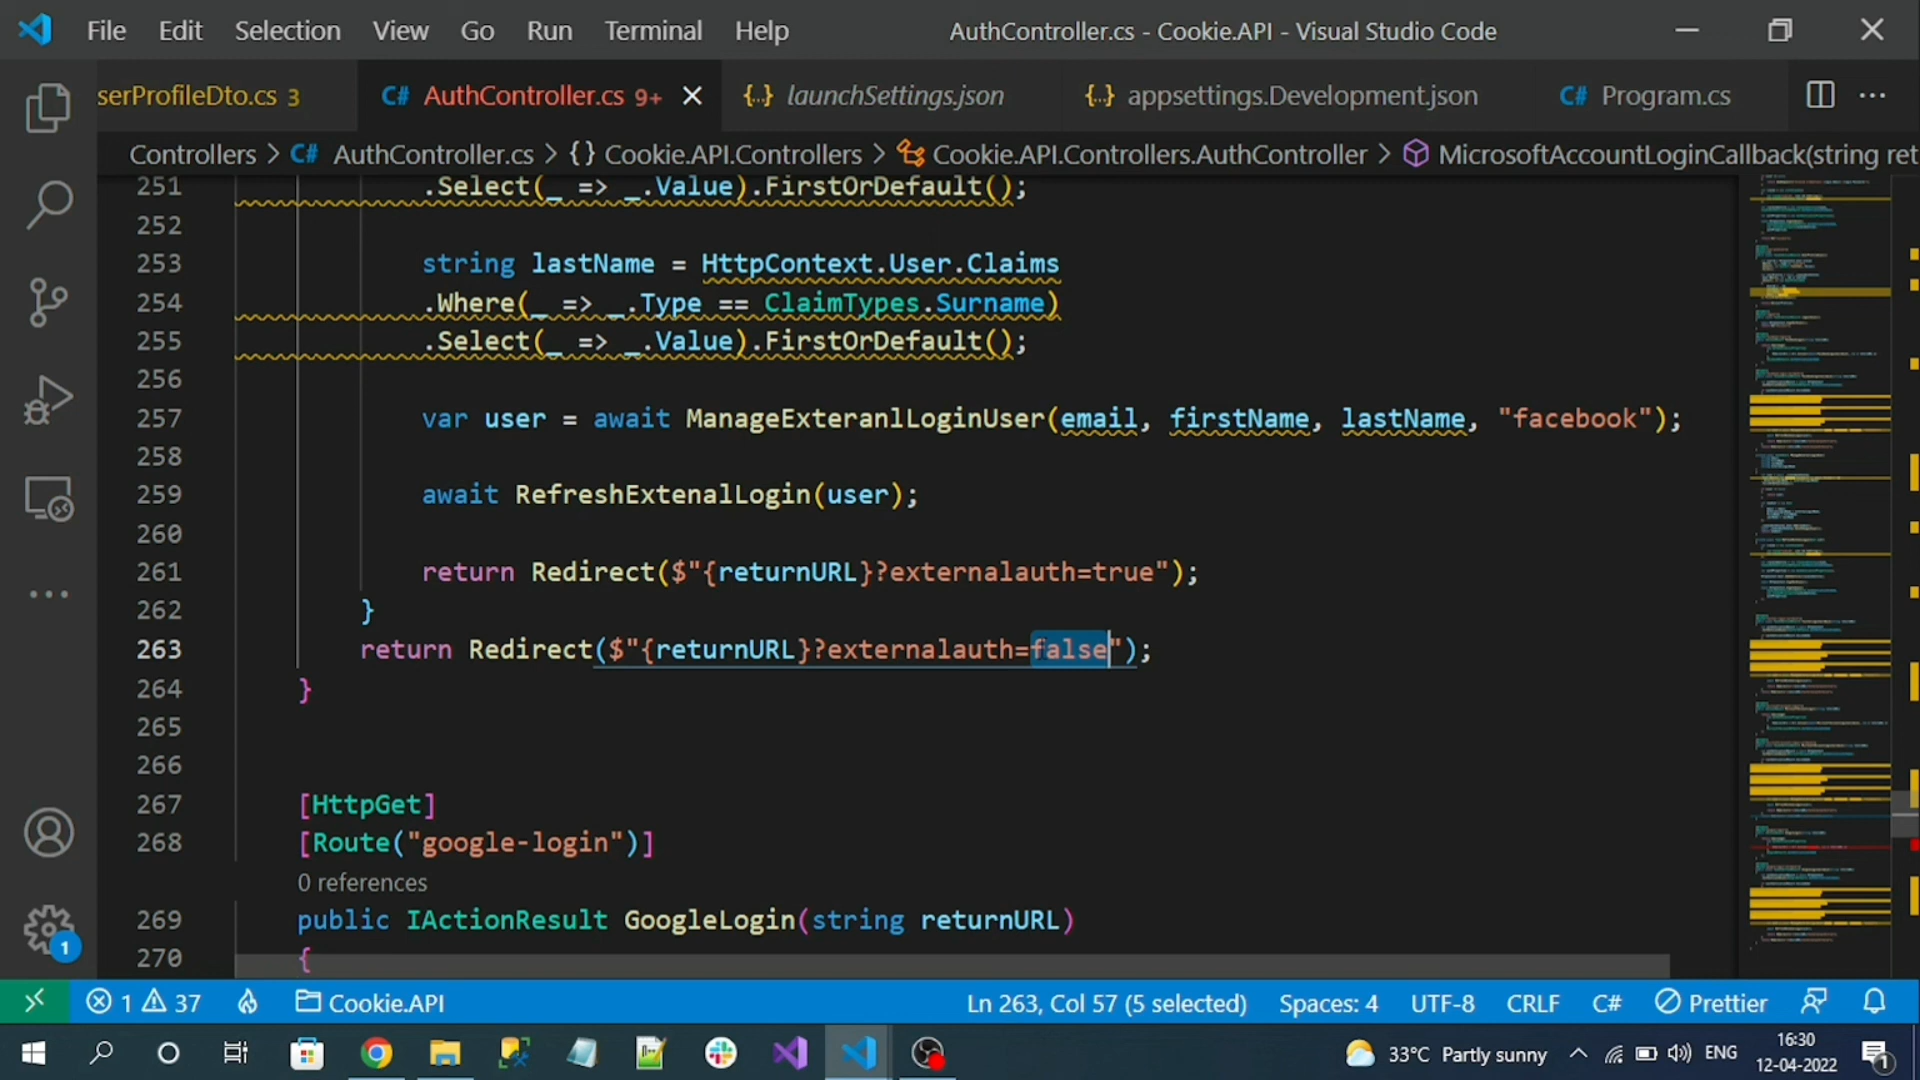 File Edit Selection View Go Run Terminal Help AuthController.cs - Cookie.API - Visual Studio Code
serProfileDto.cs 3 C# AuthController.cs 9+ {..} launchSettings.json {..} appsettings.Development.json C# Program.cs
Controllers > C# AuthController.cs > {} Cookie.API.Controllers > Cookie.API.Controllers.AuthController > MicrosoftAccountLoginCallback(string ret
251 .Select(_ => _.Value).FirstOrDefault();
252
253 string lastName = HttpContext.User.Claims
254 .Where(_ => _.Type == ClaimTypes.Surname)
255 .Select(_ => _.Value).FirstOrDefault();
256
257 var user = await ManageExteranlLoginUser(email, firstName, lastName, "facebook");
258
259 await RefreshExtenalLogin(user);
260
261 return Redirect($"{returnURL}?externalauth=true");
262 }
263 return Redirect($"{returnURL}?externalauth=false");
264 }
265
266
267 [HttpGet]
268 [Route("google-login")]
0 references
269 public IActionResult GoogleLogin(string returnURL)
270 {
1 37 Cookie.API Ln 263, Col 57 (5 selected) Spaces: 4 UTF-8 CRLF C# Prettier
1
33°C Partly sunny ENG 16:30
12-04-2022
1